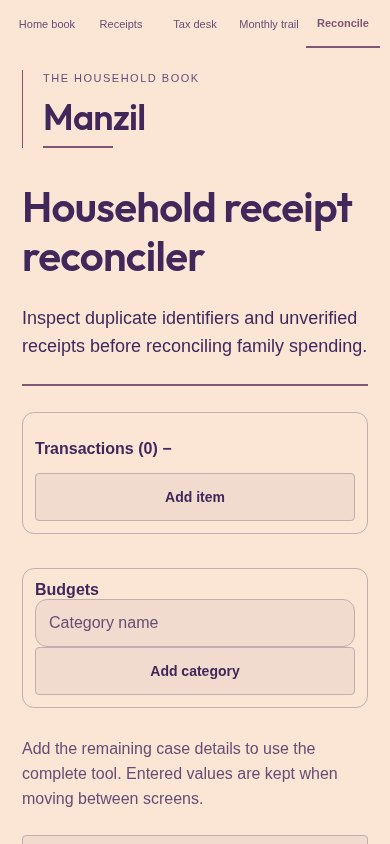 Home book
Receipts
Tax desk
Monthly trail
Reconcile
THE HOUSEHOLD BOOK
Manzil
Household receipt
reconciler
Inspect duplicate identifiers and unverified
receipts before reconciling family spending.
Transactions (0) −
Add item
Budgets
Category name
Add category
Add the remaining case details to use the
complete tool. Entered values are kept when
moving between screens.